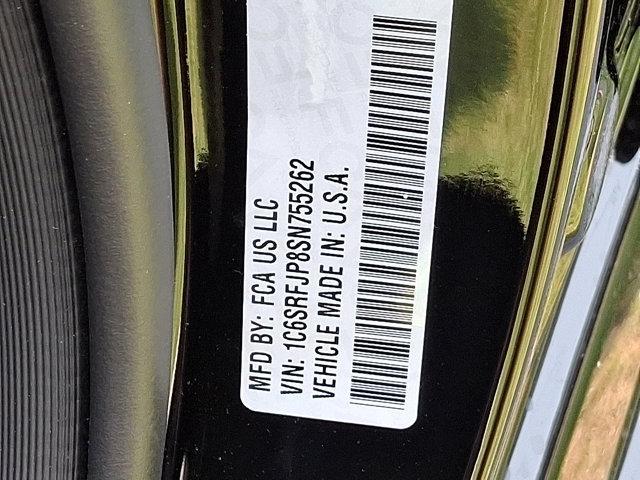 MFD BY: FCA US LLC
VIN: 1C6SRFJP8SN755262
VEHICLE MADE IN: U.S.A.